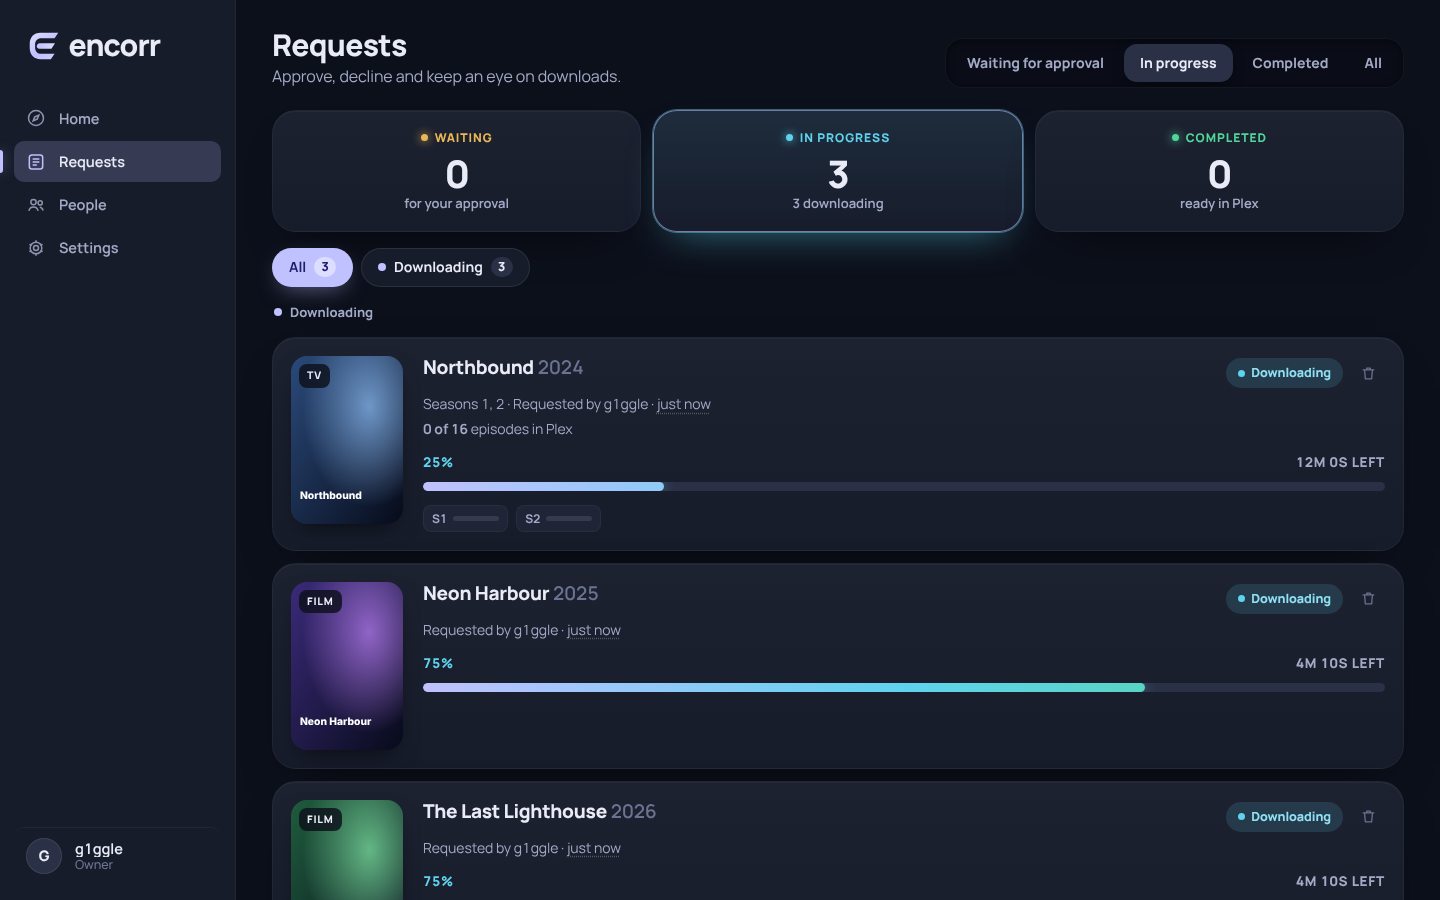 encorr
Home
Requests
People
Settings
g1ggle
Owner
G
Requests
Approve, decline and keep an eye on downloads.
Waiting for approval
In progress
Completed
All
WAITING
0
for your approval
IN PROGRESS
3
3 downloading
COMPLETED
0
ready in Plex
All 3
Downloading 3
Downloading
TV
Northbound
Northbound 2024
Downloading
Seasons 1, 2 · Requested by g1ggle · just now
0 of 16 episodes in Plex
25%
12M 0S LEFT
S1
S2
FILM
Neon Harbour
Neon Harbour 2025
Downloading
Requested by g1ggle · just now
75%
4M 10S LEFT
FILM
The Last Lighthouse 2026
Downloading
Requested by g1ggle · just now
75%
4M 10S LEFT